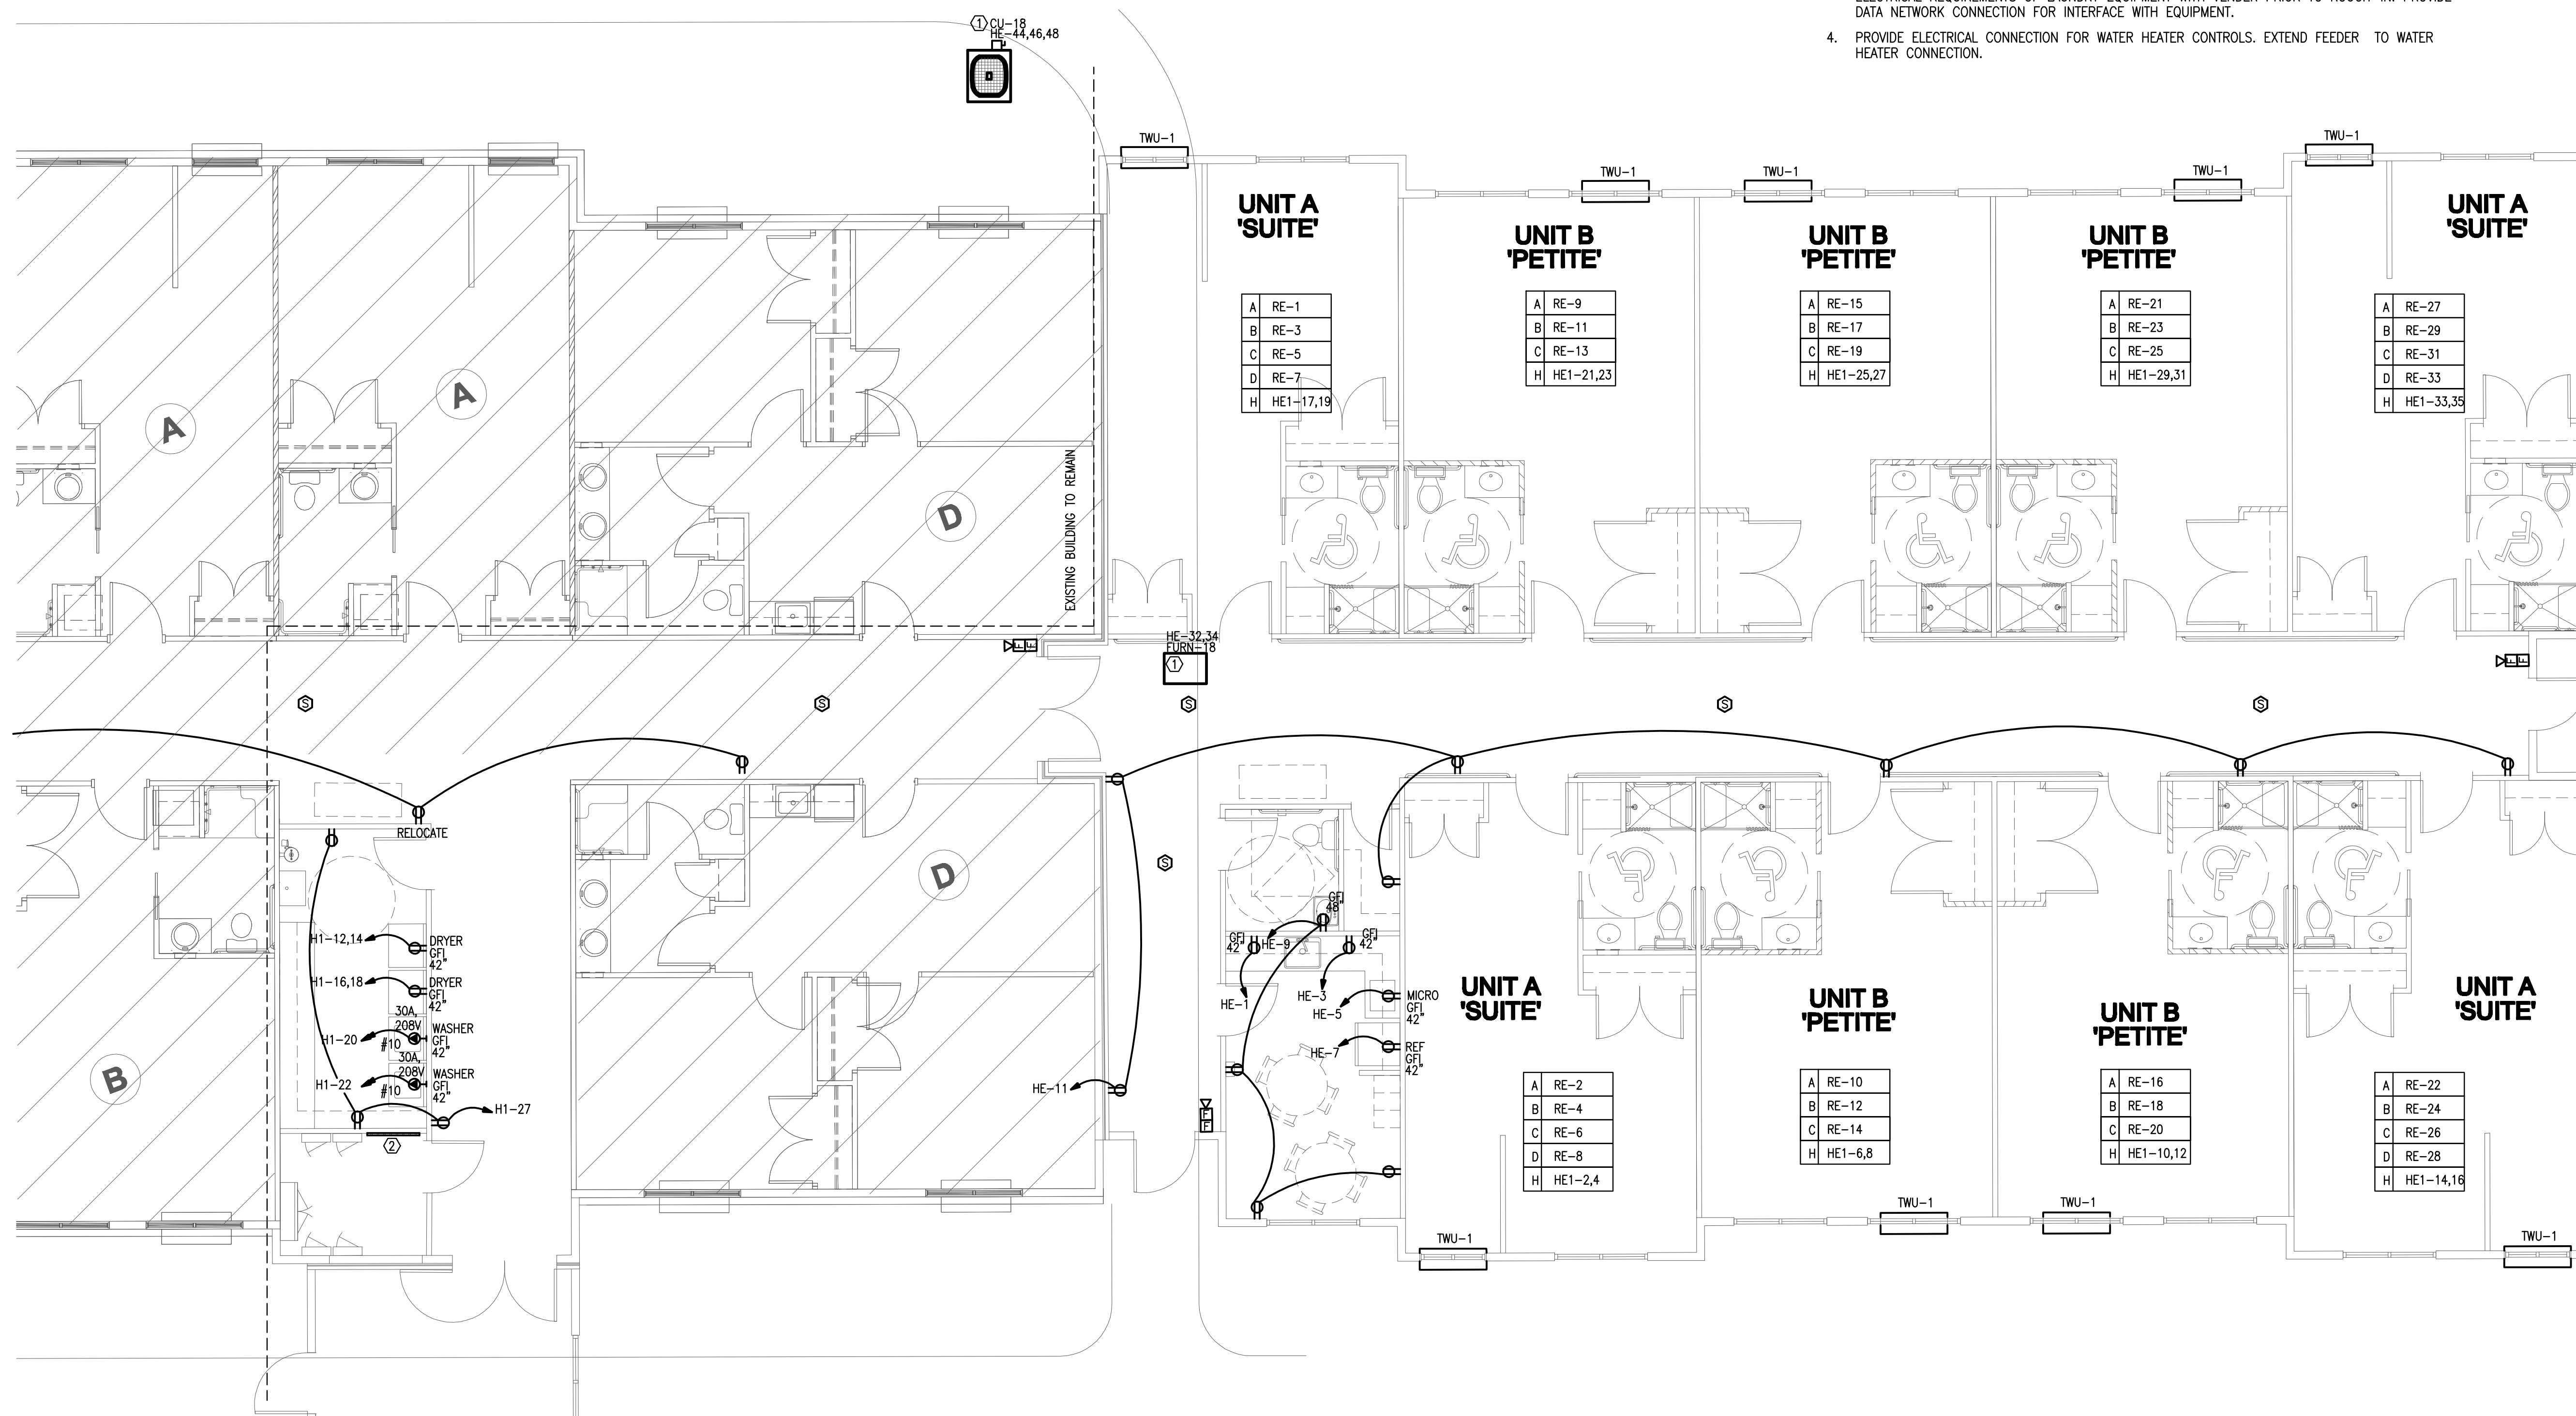 DATA NETWORK CONNECTION FOR INTERFACE WITH EQUIPMENT.
4. PROVIDE ELECTRICAL CONNECTION FOR WATER HEATER CONTROLS. EXTEND FEEDER TO WATER
HEATER CONNECTION.
1 CU-18
HE-44,46,48
TWU-1
TWU-1
TWU-1
TWU-1
TWU-1
UNIT A
'SUITE'
A RE-1
B RE-3
C RE-5
D RE-7
H HE1-17,19
UNIT B
'PETITE'
A RE-9
B RE-11
C RE-13
H HE1-21,23
UNIT B
'PETITE'
A RE-15
B RE-17
C RE-19
H HE1-25,27
UNIT B
'PETITE'
A RE-21
B RE-23
C RE-25
H HE1-29,31
UNIT A
'SUITE'
A RE-27
B RE-29
C RE-31
D RE-33
H HE1-33,35
A
A
D
EXISTING BUILDING TO REMAIN
F F
HE-32,34
FURN-18
1
F F
S
S
S
S
S
RELOCATE
S
D
B
H1-12,14
DRYER
GFI
42"
H1-16,18
DRYER
GFI
42"
30A,
208V
H1-20
#10
WASHER
GFI
42"
30A,
208V
H1-22
#10
WASHER
GFI
42"
H1-27
2
HE-11
F
F
GFI
48"
GFI
42"
HE-9
GFI
42"
HE-1
HE-3
MICRO
GFI
42"
HE-5
REF
GFI
42"
HE-7
UNIT A
'SUITE'
A RE-2
B RE-4
C RE-6
D RE-8
H HE1-2,4
UNIT B
'PETITE'
A RE-10
B RE-12
C RE-14
H HE1-6,8
UNIT B
'PETITE'
A RE-16
B RE-18
C RE-20
H HE1-10,12
UNIT A
'SUITE'
A RE-22
B RE-24
C RE-26
D RE-28
H HE1-14,16
TWU-1
TWU-1
TWU-1
TWU-1